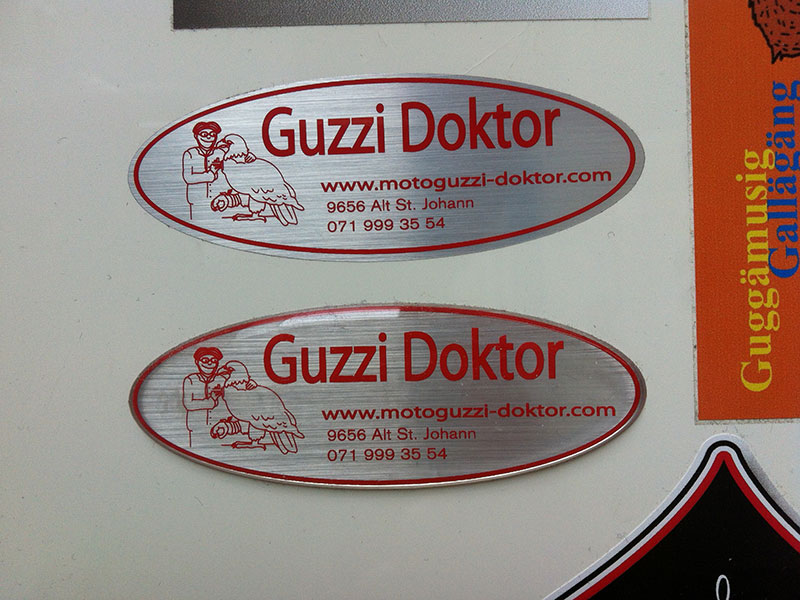 Guzzi Doktor
www.motoguzzi-doktor.com
9656 Alt St. Johann
071 999 35 54
Guzzi Doktor
www.motoguzzi-doktor.com
9656 Alt St. Johann
071 999 35 54
Guggämusig
Gallägäng